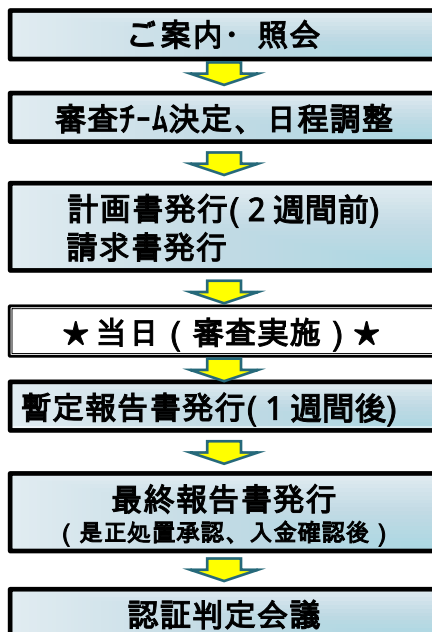 ご案内・ 照会
審査ﾁｰﾑ決定、日程調整
計画書発行(２週間前)
請求書発行
★当日（審査実施）★
暫定報告書発行(１週間後)
最終報告書発行
（是正処置承認、入金確認後）
認証判定会議